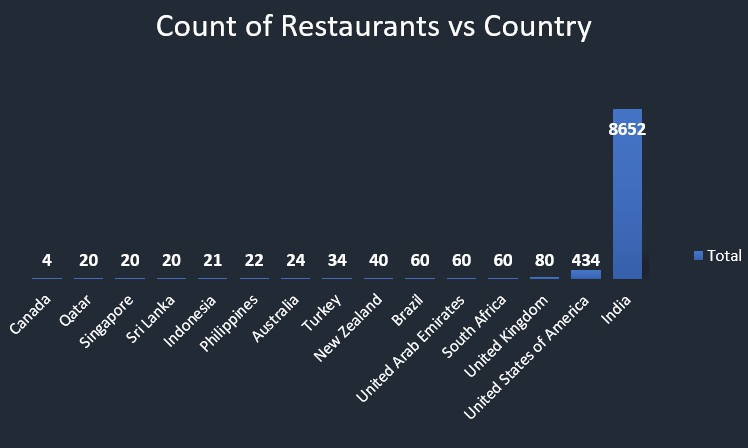 Count of Restaurants vs Country
8652
4 20 20 20 21 22 24 34 40 60 60 60 80 434
Total
Canada
Qatar
Singapore
Sri Lanka
Indonesia
Philippines
Australia
Turkey
New Zealand
Brazil
United Arab Emirates
South Africa
United Kingdom
United States of America
India